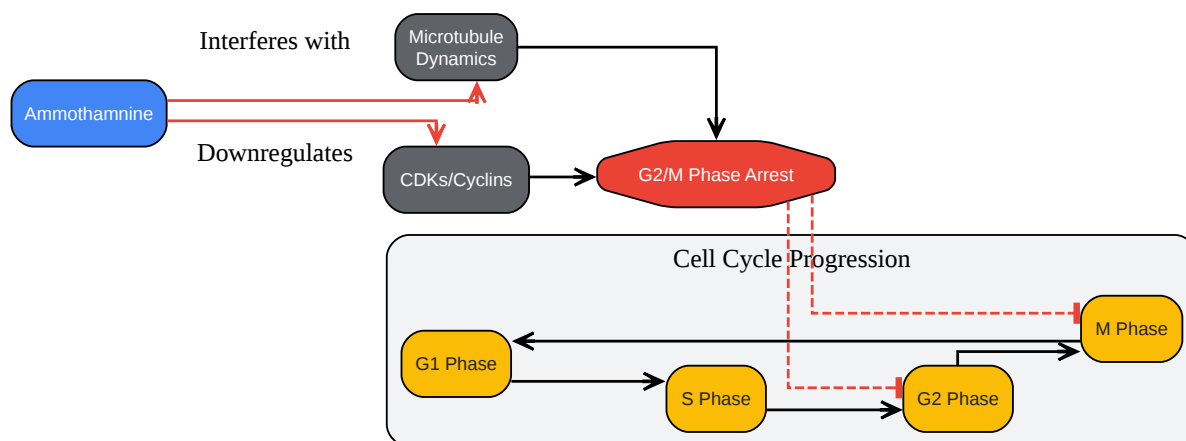 Interferes with
Microtubule
Dynamics
Ammothamnine
Downregulates
CDKs/Cyclins
G2/M Phase Arrest
Cell Cycle Progression
M Phase
G1 Phase
S Phase
G2 Phase